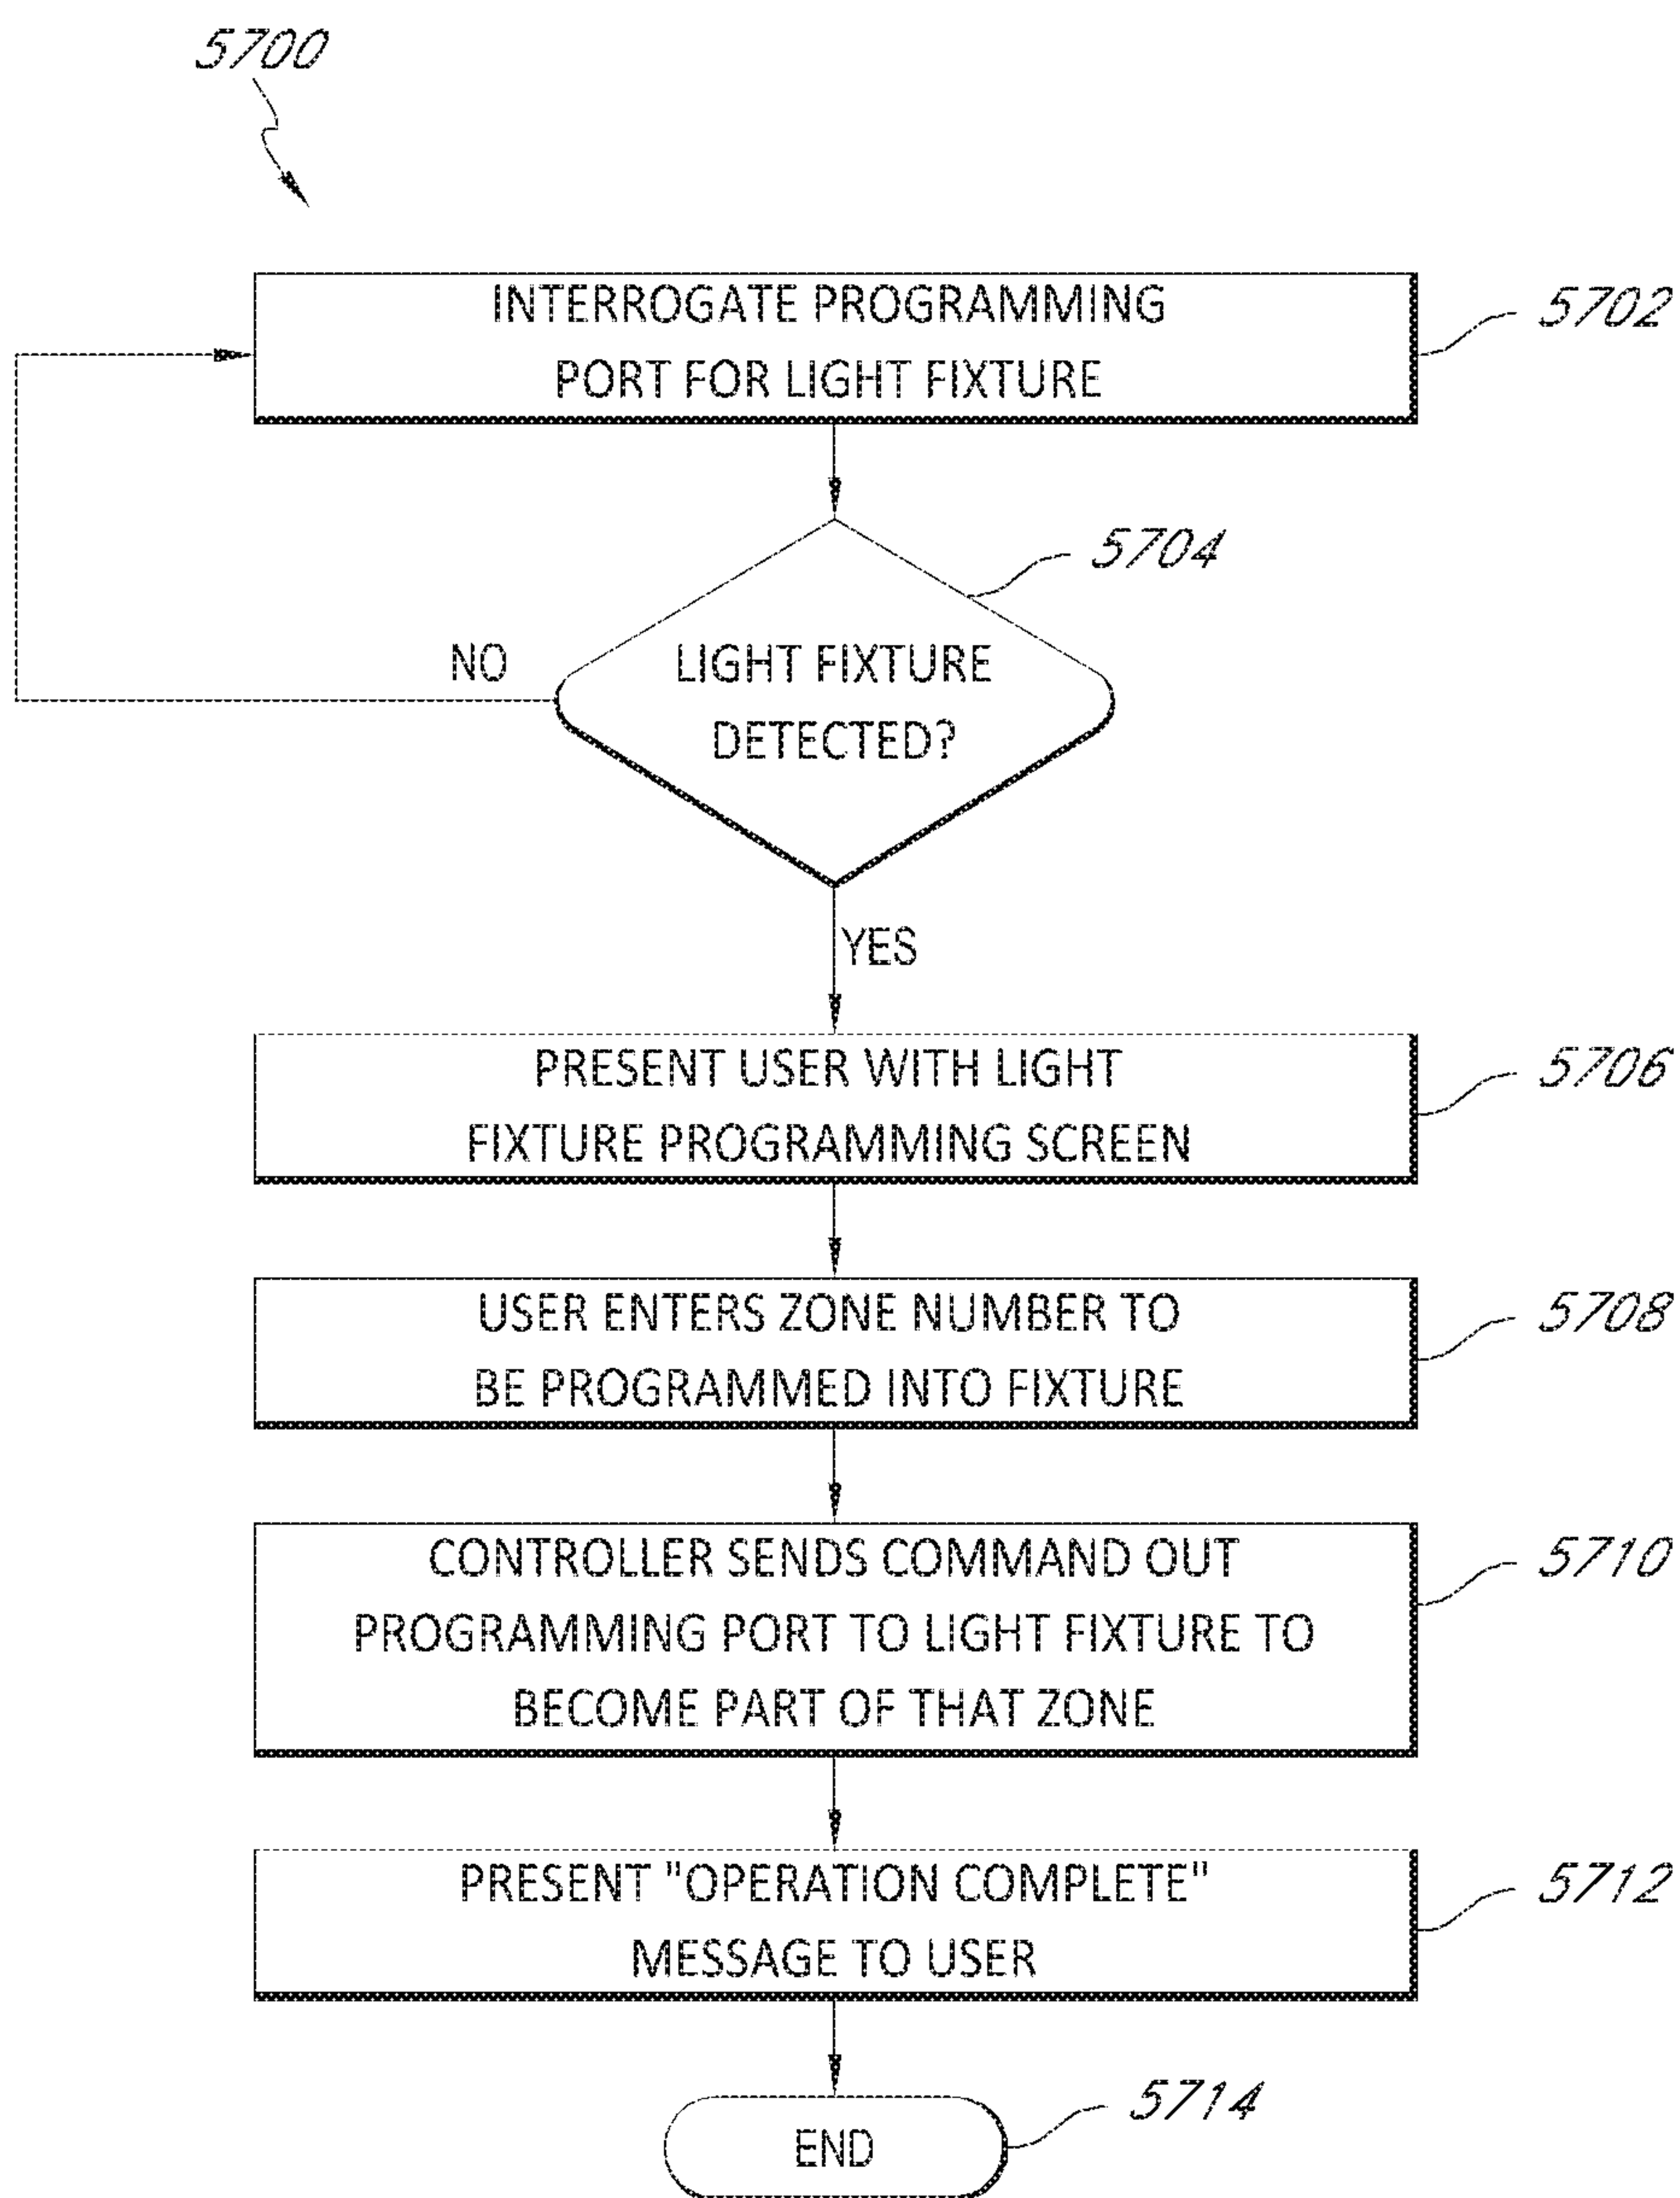 5700
INTERROGATE PROGRAMMING
PORT FOR LIGHT FIXTURE
5702
5704
LIGHT FIXTURE
DETECTED?
NO
YES
PRESENT USER WITH LIGHT
FIXTURE PROGRAMMING SCREEN
5706
USER ENTERS ZONE NUMBER TO
BE PROGRAMMED INTO FIXTURE
5708
CONTROLLER SENDS COMMAND OUT
PROGRAMMING PORT TO LIGHT FIXTURE TO
BECOME PART OF THAT ZONE
5710
PRESENT "OPERATION COMPLETE"
MESSAGE TO USER
5712
END
5714